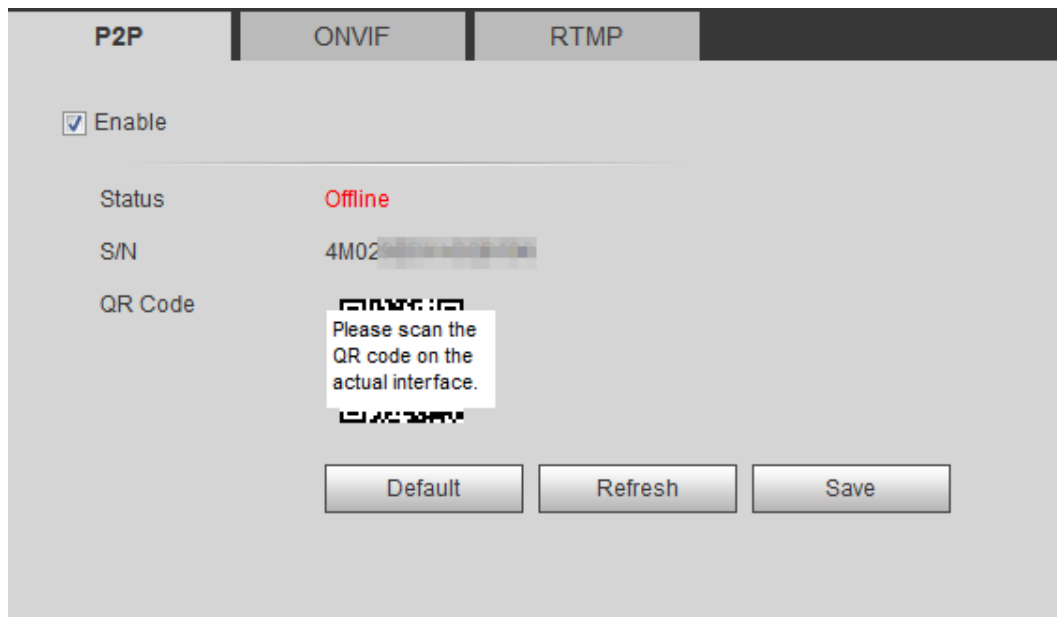 P2P ONVIF RTMP
Enable
Status Offline
S/N 4M02
QR Code
Please scan the
QR code on the
actual interface.
Default Refresh Save